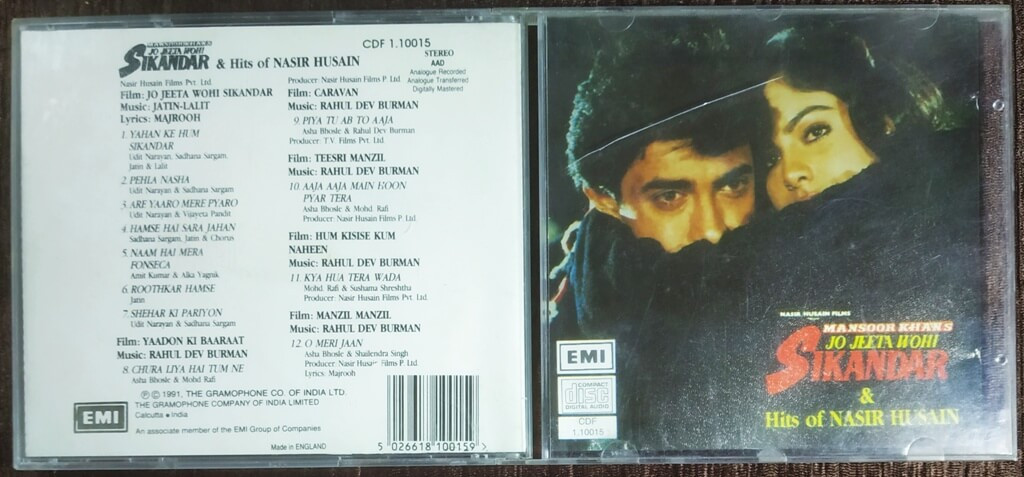 MANSOOR KHAN'S
JO JEETA WOHI
SIKANDAR & Hits of NASIR HUSAIN
CDF 1.10015
STEREO
AAD
Analogue Recorded
Analogue Transferred
Digitally Mastered
Nasir Husain Films Pvt. Ltd.
Film: JO JEETA WOHI SIKANDAR
Music: JATIN-LALIT
Lyrics: MAJROOH
1. YAHAN KE HUM
SIKANDAR
Udit Narayan, Sadhana Sargam,
Jatin & Lalit
2. PEHLA NASHA
Udit Narayan & Sadhana Sargam
3. ARE YAARO MERE PYARO
Udit Narayan & Vijayeta Pandit
4. HAMSE HAI SARA JAHAN
Sadhana Sargam, Jatin & Chorus
5. NAAM HAI MERA
FONSECA
Amit Kumar & Alka Yagnik
6. ROOTHKAR HAMSE
Jatin
7. SHEHAR KI PARIYON
Udit Narayan & Sadhana Sargam
Film: YAADON KI BAARAAT
Music: RAHUL DEV BURMAN
8. CHURA LIYA HAI TUM NE
Asha Bhosle & Mohd. Rafi
Producer: Nasir Husain Films P. Ltd
Film: CARAVAN
Music: RAHUL DEV BURMAN
9. PIYA TU AB TO AAJA
Asha Bhosle & Rahul Dev Burman
Producer: T.V. Films Pvt. Ltd.
Film: TEESRI MANZIL
Music: RAHUL DEV BURMAN
10. AAJA AAJA MAIN HOON
PYAR TERA
Asha Bhosle & Mohd. Rafi
Producer: Nasir Husain Films P. Ltd.
Film: HUM KISISE KUM
NAHEEN
Music: RAHUL DEV BURMAN
11. KYA HUA TERA WADA
Mohd. Rafi & Sushama Shreshtha
Producer: Nasir Husain Films Pvt. Ltd.
Film: MANZIL MANZIL
Music: RAHUL DEV BURMAN
12. O MERI JAAN
Asha Bhosle & Shailendra Singh
Producer: Nasir Husain Films P. Ltd.
Lyrics: Majrooh
Ⓟ © 1991, THE GRAMOPHONE CO. OF INDIA LTD.
THE GRAMOPHONE COMPANY OF INDIA LIMITED
Calcutta • India
EMI
An associate member of the EMI Group of Companies
Made in ENGLAND
5 026618 100159 >
NASIR HUSAIN FILMS
MANSOOR KHAN'S
JO JEETA WOHI
SIKANDAR
&
Hits of NASIR HUSAIN
EMI
COMPACT
disc
DIGITAL AUDIO
CDF
1.10015